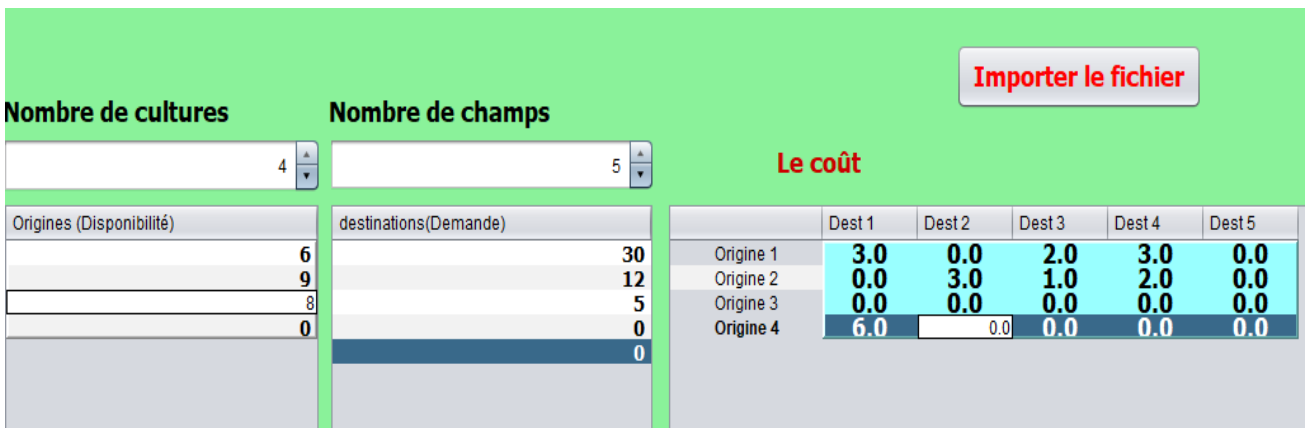 Importer le fichier
Nombre de cultures Nombre de champs
4 5 Le coût
Origines (Disponibilité) destinations(Demande) Dest 1 Dest 2 Dest 3 Dest 4 Dest 5
6 30 Origine 1 3.0 0.0 2.0 3.0 0.0
9 12 Origine 2 0.0 3.0 1.0 2.0 0.0
8 5 Origine 3 0.0 0.0 0.0 0.0 0.0
0 0 Origine 4 6.0 0.0 0.0 0.0 0.0
0